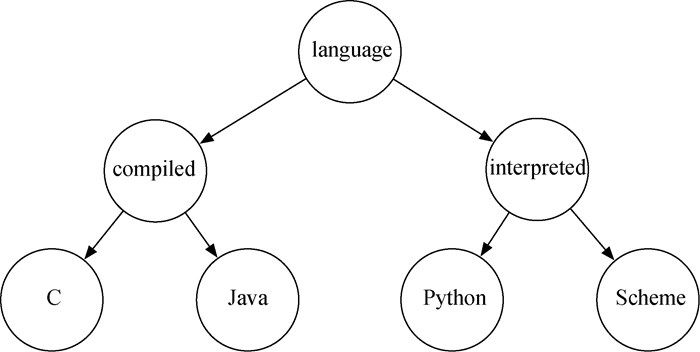 language
compiled
interpreted
C
Java
Python
Scheme